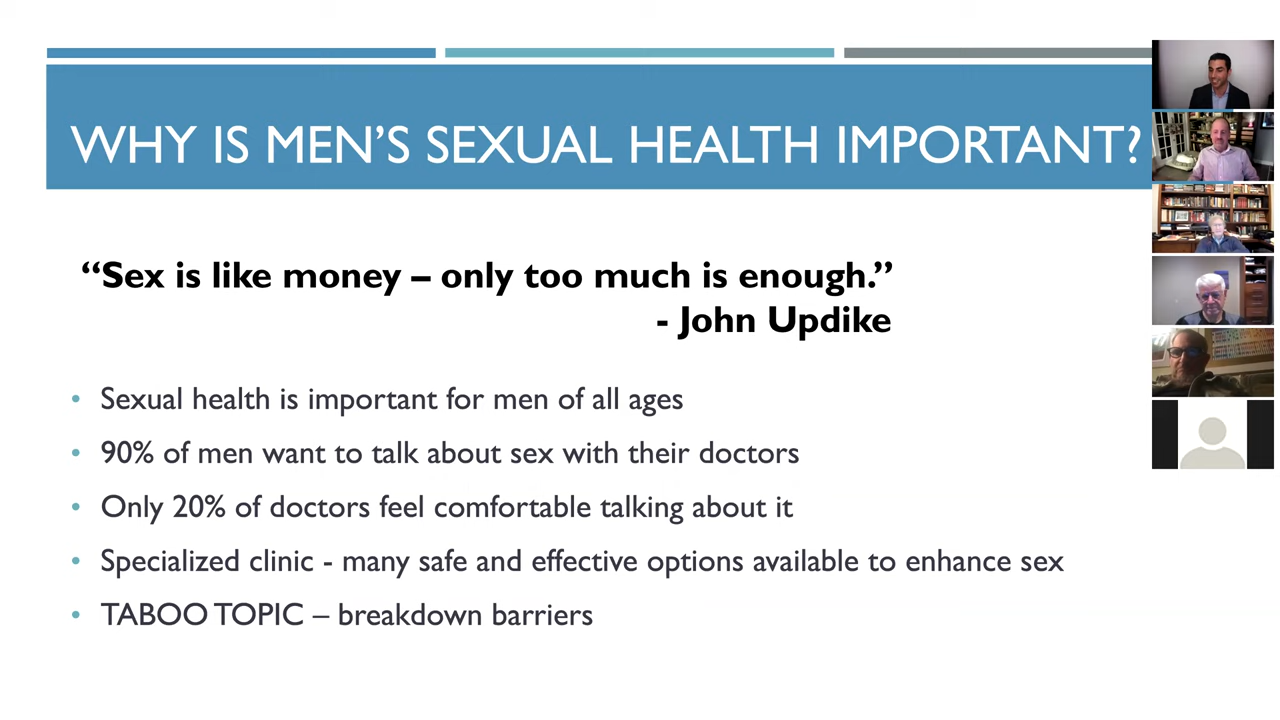 WHY IS MEN’S SEXUAL HEALTH IMPORTANT?
“Sex is like money – only too much is enough.”
- John Updike
• Sexual health is important for men of all ages
• 90% of men want to talk about sex with their doctors
• Only 20% of doctors feel comfortable talking about it
• Specialized clinic - many safe and effective options available to enhance sex
• TABOO TOPIC – breakdown barriers